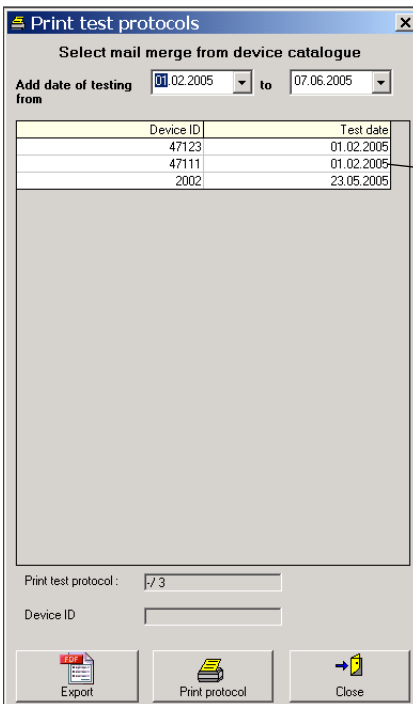 Print test protocols
Select mail merge from device catalogue
Add date of testing from 01.02.2005 to 07.06.2005
Device ID Test date
47123 01.02.2005
47111 01.02.2005
2002 23.05.2005
Print test protocol : -/ 3
Device ID
PDF
Export Print protocol Close